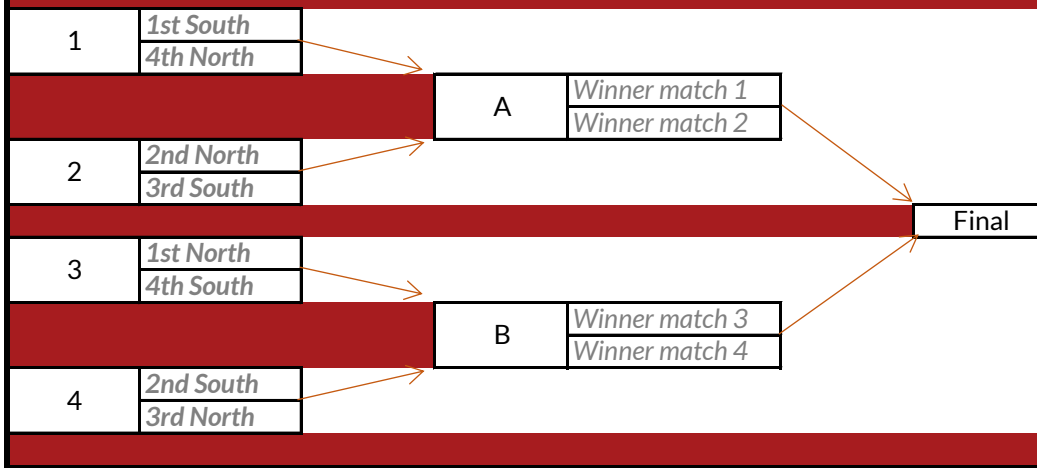 1
1st South
4th North
A
Winner match 1
Winner match 2
2
2nd North
3rd South
Final
3
1st North
4th South
B
Winner match 3
Winner match 4
4
2nd South
3rd North